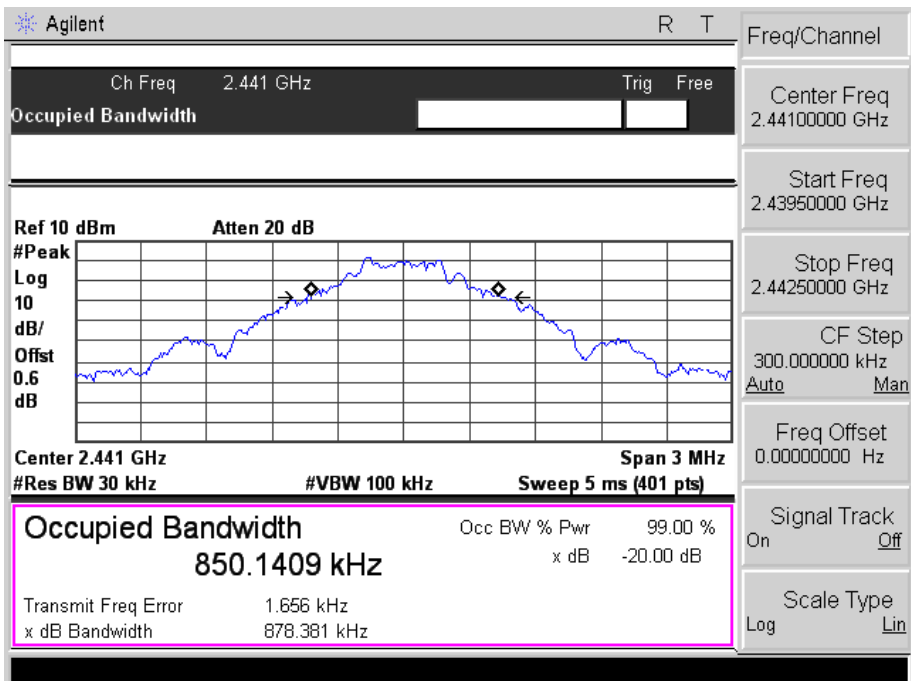 Agilent R T
Ch Freq 2.441 GHz Trig Free
Occupied Bandwidth
Ref 10 dBm Atten 20 dB
#Peak
Log
10
dB/
Offst
0.6
dB
Center 2.441 GHz Span 3 MHz
#Res BW 30 kHz #VBW 100 kHz Sweep 5 ms (401 pts)
Occupied Bandwidth
850.1409 kHz
Occ BW % Pwr 99.00 %
x dB -20.00 dB
Transmit Freq Error 1.656 kHz
x dB Bandwidth 878.381 kHz
Freq/Channel
Center Freq
2.44100000 GHz
Start Freq
2.43950000 GHz
Stop Freq
2.44250000 GHz
CF Step
300.000000 kHz
Auto Man
Freq Offset
0.00000000 Hz
Signal Track
On Off
Scale Type
Log Lin